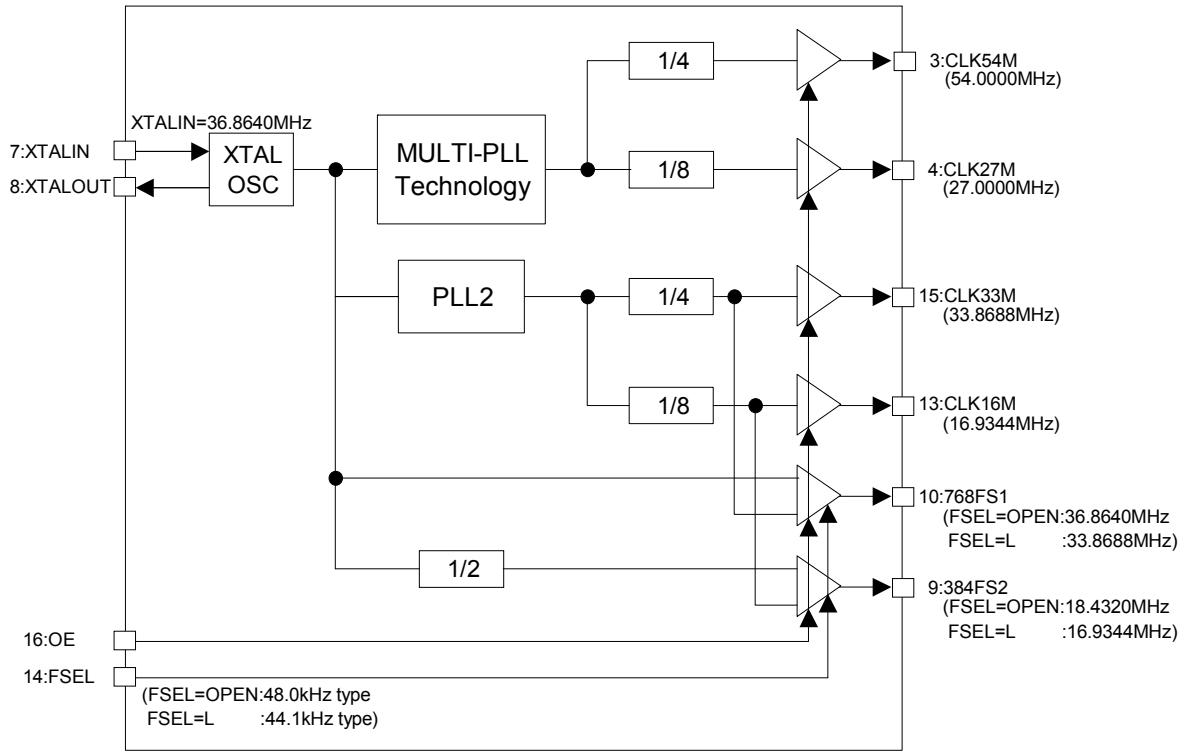 1/4
3:CLK54M
(54.0000MHz)
XTALIN=36.8640MHz
7:XTALIN
8:XTALOUT
XTAL
OSC
MULTI-PLL
Technology
1/8
4:CLK27M
(27.0000MHz)
PLL2
1/4
15:CLK33M
(33.8688MHz)
1/8
13:CLK16M
(16.9344MHz)
10:768FS1
(FSEL=OPEN:36.8640MHz
FSEL=L :33.8688MHz)
1/2
9:384FS2
(FSEL=OPEN:18.4320MHz
FSEL=L :16.9344MHz)
16:OE
14:FSEL
(FSEL=OPEN:48.0kHz type
FSEL=L :44.1kHz type)